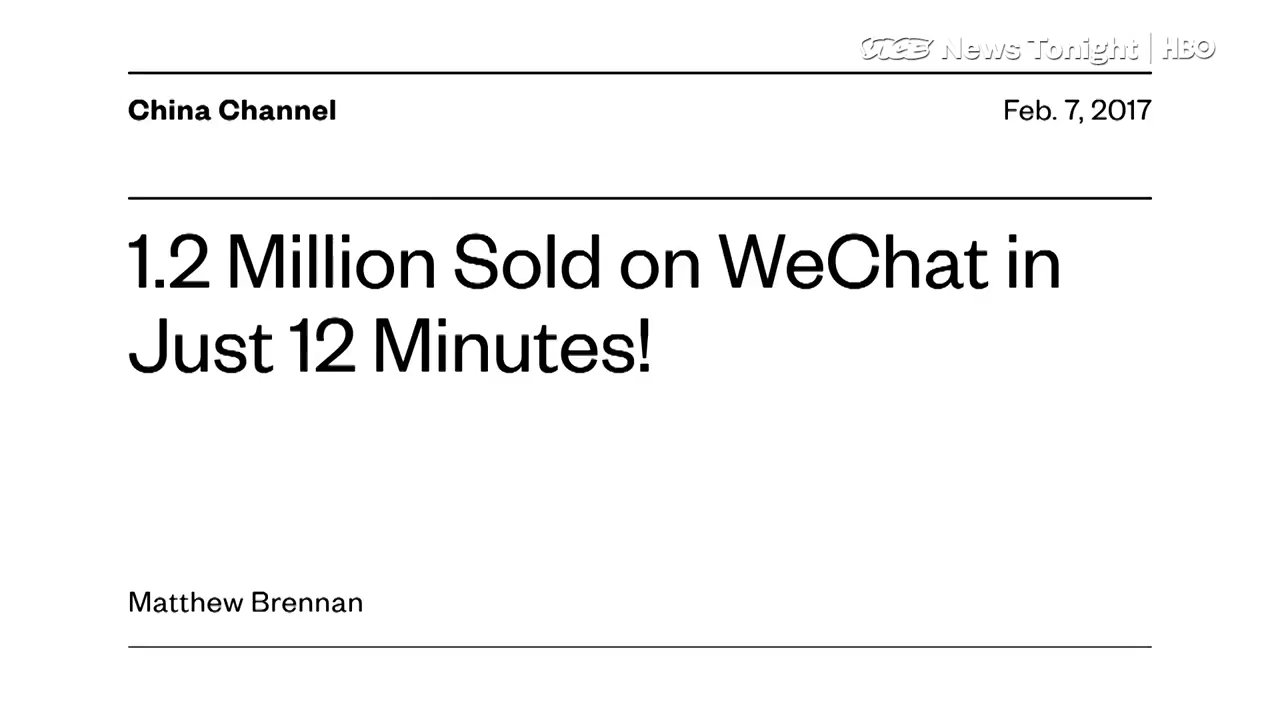 VICE News Tonight | HBO
China Channel
Feb. 7, 2017
1.2 Million Sold on WeChat in
Just 12 Minutes!
Matthew Brennan